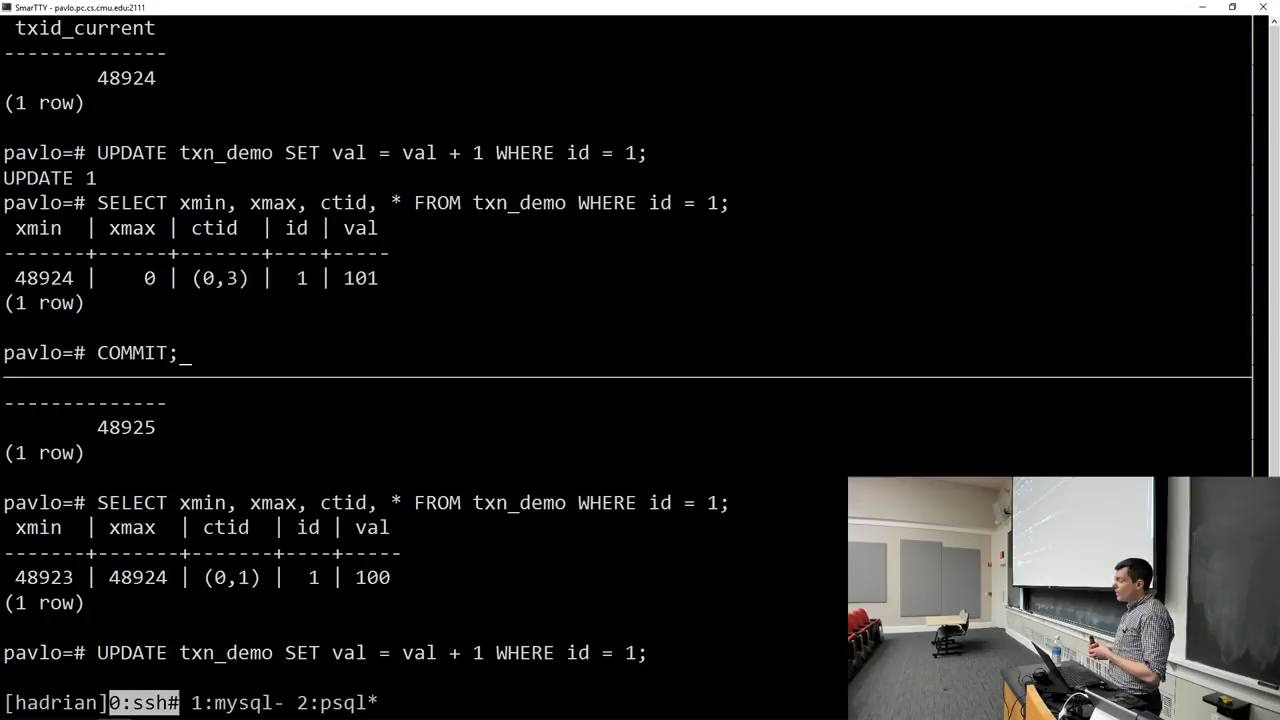 SmarTTY - pavlo.pc.cs.cmu.edu:2111
txid_current
--------------
48924
(1 row)
pavlo=# UPDATE txn_demo SET val = val + 1 WHERE id = 1;
UPDATE 1
pavlo=# SELECT xmin, xmax, ctid, * FROM txn_demo WHERE id = 1;
xmin | xmax | ctid | id | val
-------+------+-------+----+-----
48924 | 0 | (0,3) | 1 | 101
(1 row)
pavlo=# COMMIT;_
--------------
48925
(1 row)
pavlo=# SELECT xmin, xmax, ctid, * FROM txn_demo WHERE id = 1;
xmin | xmax | ctid | id | val
-------+-------+-------+----+-----
48923 | 48924 | (0,1) | 1 | 100
(1 row)
pavlo=# UPDATE txn_demo SET val = val + 1 WHERE id = 1;
[hadrian]0:ssh# 1:mysql- 2:psql*